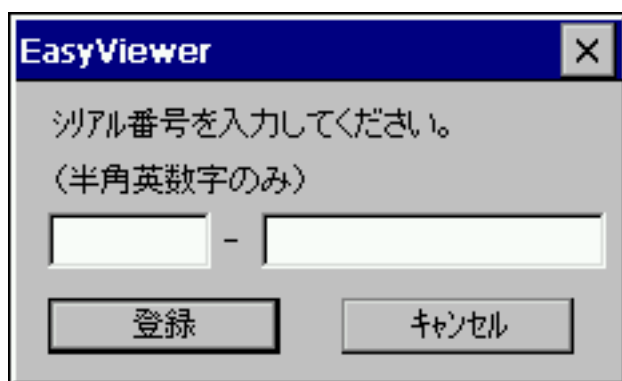 EasyViewer
ｼﾘｱﾙ番号を入力してください。
（半角英数字のみ）
-
登録
ｷｬﾝｾﾙ